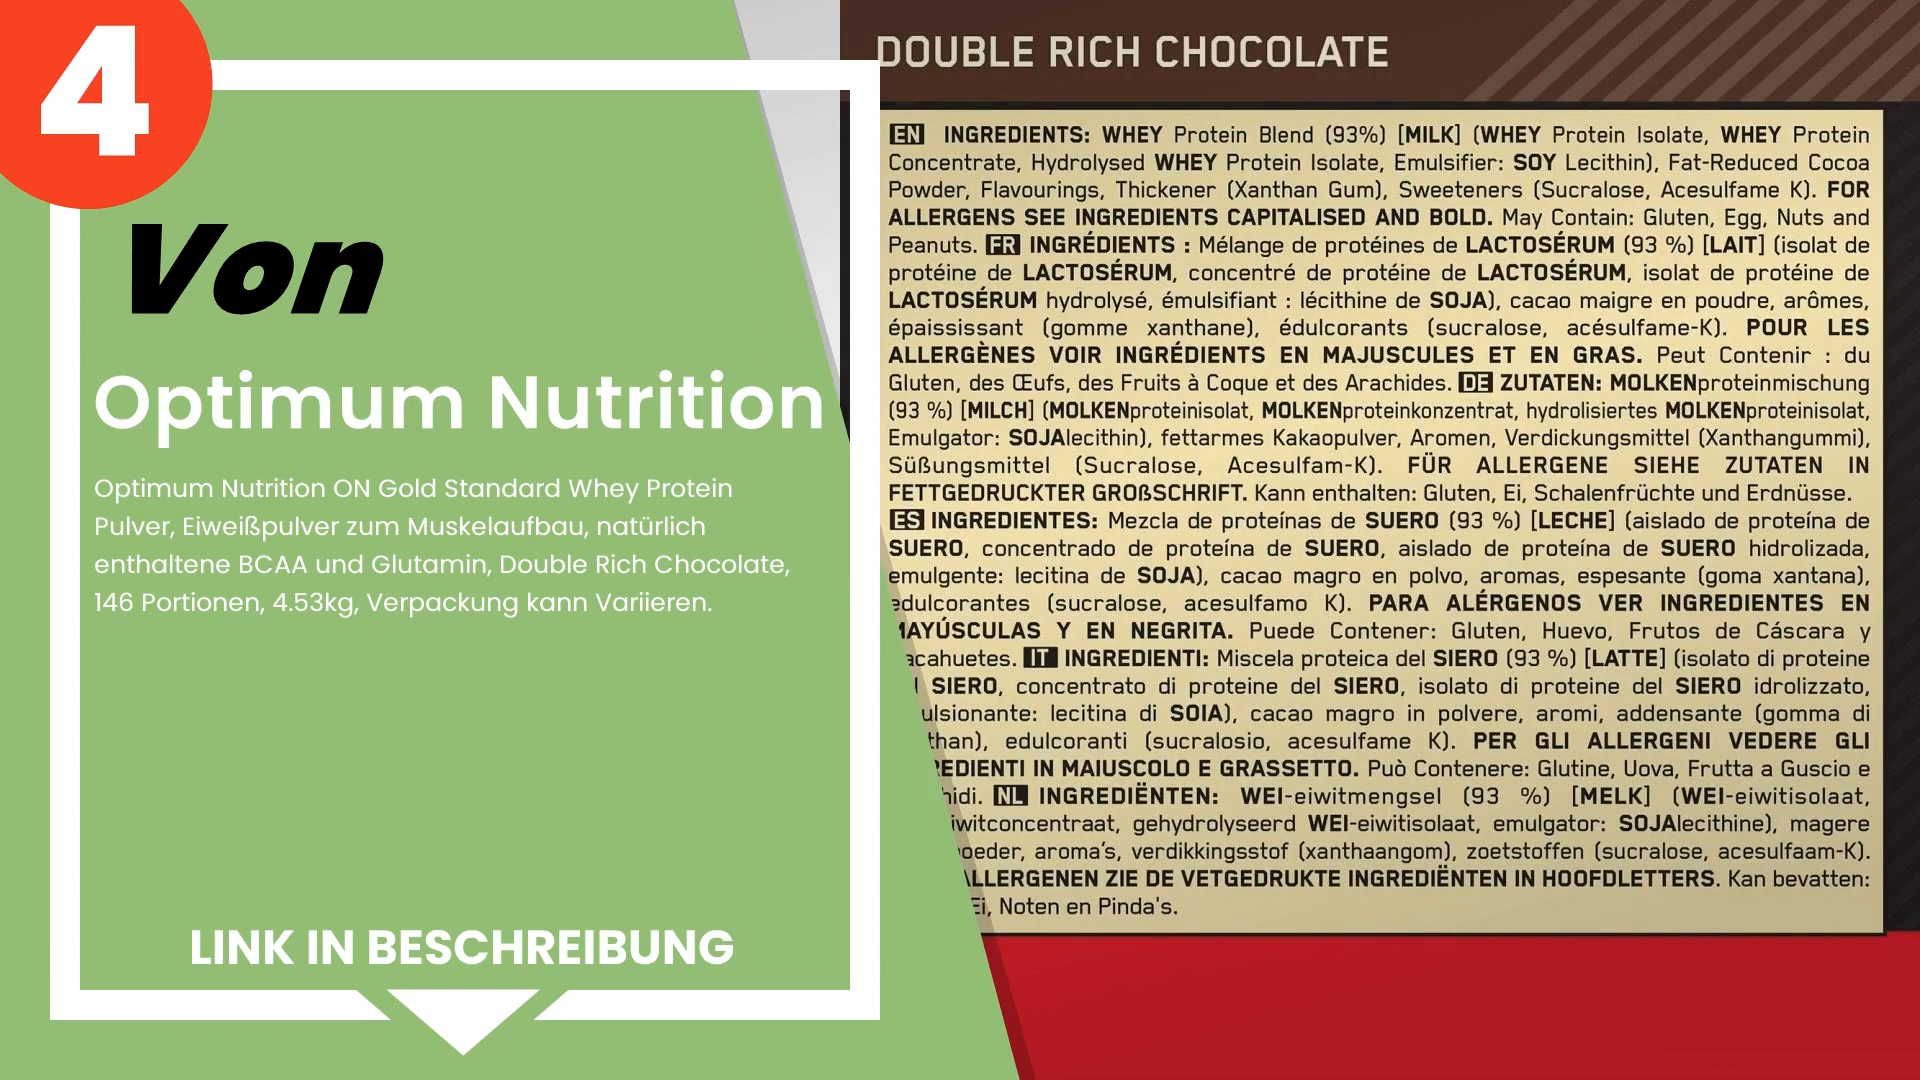 4
Von
Optimum Nutrition
Optimum Nutrition ON Gold Standard Whey Protein
Pulver, Eiweißpulver zum Muskelaufbau, natürlich
enthaltene BCAA und Glutamin, Double Rich Chocolate,
146 Portionen, 4.53kg, Verpackung kann Variieren.
LINK IN BESCHREIBUNG
DOUBLE RICH CHOCOLATE
EN INGREDIENTS: WHEY Protein Blend (93%) [MILK] (WHEY Protein Isolate, WHEY Protein
Concentrate, Hydrolysed WHEY Protein Isolate, Emulsifier: SOY Lecithin), Fat-Reduced Cocoa
Powder, Flavourings, Thickener (Xanthan Gum), Sweeteners (Sucralose, Acesulfame K). FOR
ALLERGENS SEE INGREDIENTS CAPITALISED AND BOLD. May Contain: Gluten, Egg, Nuts and
Peanuts. FR INGRÉDIENTS : Mélange de protéines de LACTOSÉRUM (93 %) [LAIT] (isolat de
protéine de LACTOSÉRUM, concentré de protéine de LACTOSÉRUM, isolat de protéine de
LACTOSÉRUM hydrolysé, émulsifiant : lécithine de SOJA), cacao maigre en poudre, arômes,
épaississant (gomme xanthane), édulcorants (sucralose, acésulfame-K). POUR LES
ALLERGÈNES VOIR INGRÉDIENTS EN MAJUSCULES ET EN GRAS. Peut Contenir : du
Gluten, des Œufs, des Fruits à Coque et des Arachides. DE ZUTATEN: MOLKENproteinmischung
(93 %) [MILCH] (MOLKENproteinisolat, MOLKENproteinkonzentrat, hydrolisiertes MOLKENproteinisolat,
Emulgator: SOJAlecithin), fettarmes Kakaopulver, Aromen, Verdickungsmittel (Xanthangummi),
Süßungsmittel (Sucralose, Acesulfam-K). FÜR ALLERGENE SIEHE ZUTATEN IN
FETTGEDRUCKTER GROßSCHRIFT. Kann enthalten: Gluten, Ei, Schalenfrüchte und Erdnüsse.
ES INGREDIENTES: Mezcla de proteínas de SUERO (93 %) [LECHE] (aislado de proteína de
SUERO, concentrado de proteína de SUERO, aislado de proteína de SUERO hidrolizada,
emulgente: lecitina de SOJA), cacao magro en polvo, aromas, espesante (goma xantana),
edulcorantes (sucralose, acesulfamo K). PARA ALÉRGENOS VER INGREDIENTES EN
MAYÚSCULAS Y EN NEGRITA. Puede Contener: Gluten, Huevo, Frutos de Cáscara y
acahuetes. IT INGREDIENTI: Miscela proteica del SIERO (93 %) [LATTE] (isolato di proteine
SIERO, concentrato di proteine del SIERO, isolato di proteine del SIERO idrolizzato,
ulsionante: lecitina di SOIA), cacao magro in polvere, aromi, addensante (gomma di
than), edulcoranti (sucralosio, acesulfame K). PER GLI ALLERGENI VEDERE GLI
REDIENTI IN MAIUSCOLO E GRASSETTO. Può Contenere: Glutine, Uova, Frutta a Guscio e
hidi. NL INGREDIËNTEN: WEI-eiwitmengsel (93 %) [MELK] (WEI-eiwitisolaat,
iwitconcentraat, gehydrolyseerd WEI-eiwitisolaat, emulgator: SOJAlecithine), magere
oeder, aroma's, verdikkingsstof (xanthaangom), zoetstoffen (sucralose, acesulfaam-K).
ALLERGENEN ZIE DE VETGEDRUKTE INGREDIËNTEN IN HOOFDLETTERS. Kan bevatten:
Ei, Noten en Pinda's.